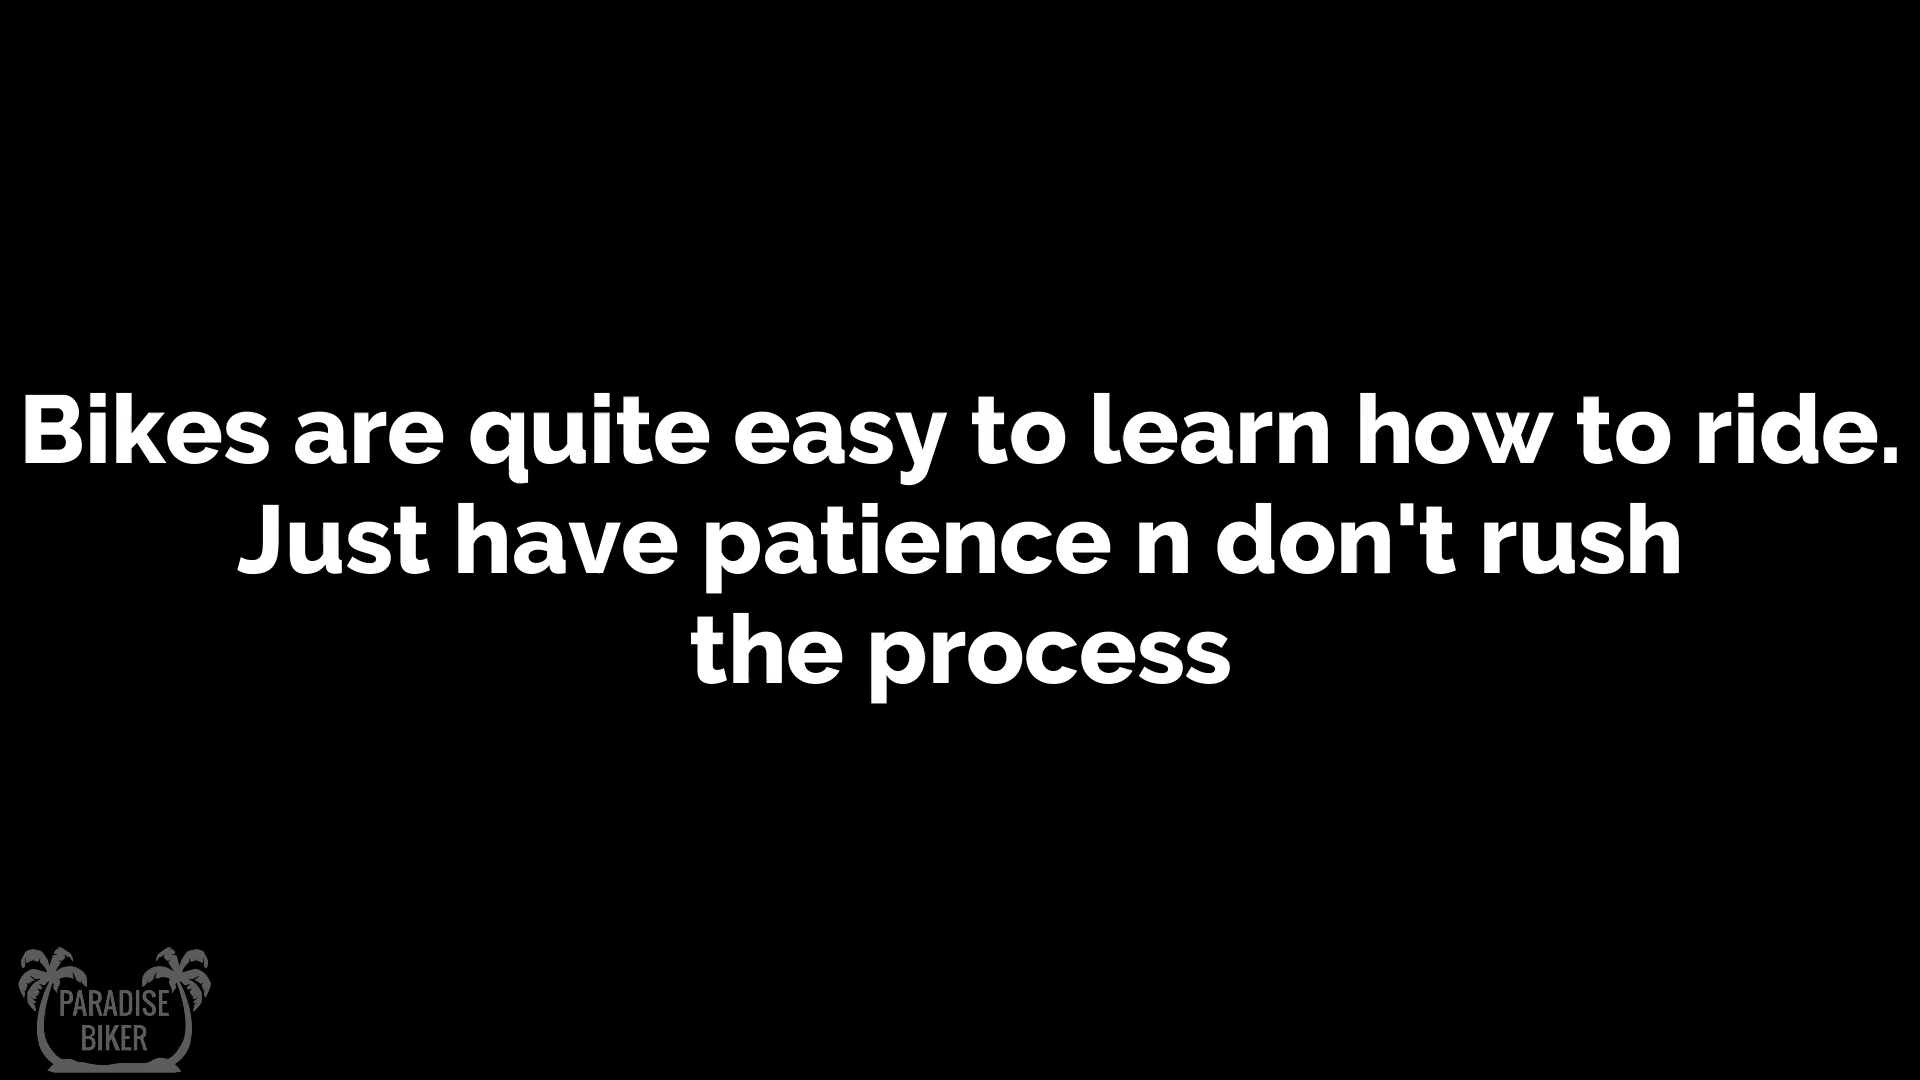 Bikes are quite easy to learn how to ride.
Just have patience n don't rush
the process
PARADISE
BIKER